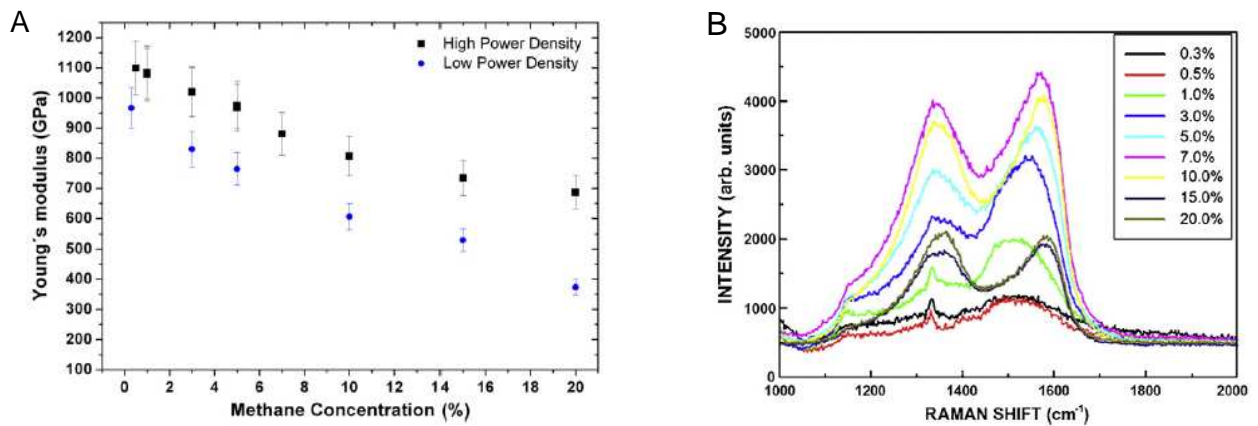 A
1200
1100
1000
900
800
700
600
500
400
300
200
100
Young´s modulus (GPa)
High Power Density
Low Power Density
0 2 4 6 8 10 12 14 16 18 20
Methane Concentration (%)
B
5000
4000
3000
2000
1000
0
INTENSITY (arb. units)
0.3%
0.5%
1.0%
3.0%
5.0%
7.0%
10.0%
15.0%
20.0%
1000 1200 1400 1600 1800 2000
RAMAN SHIFT (cm-1)